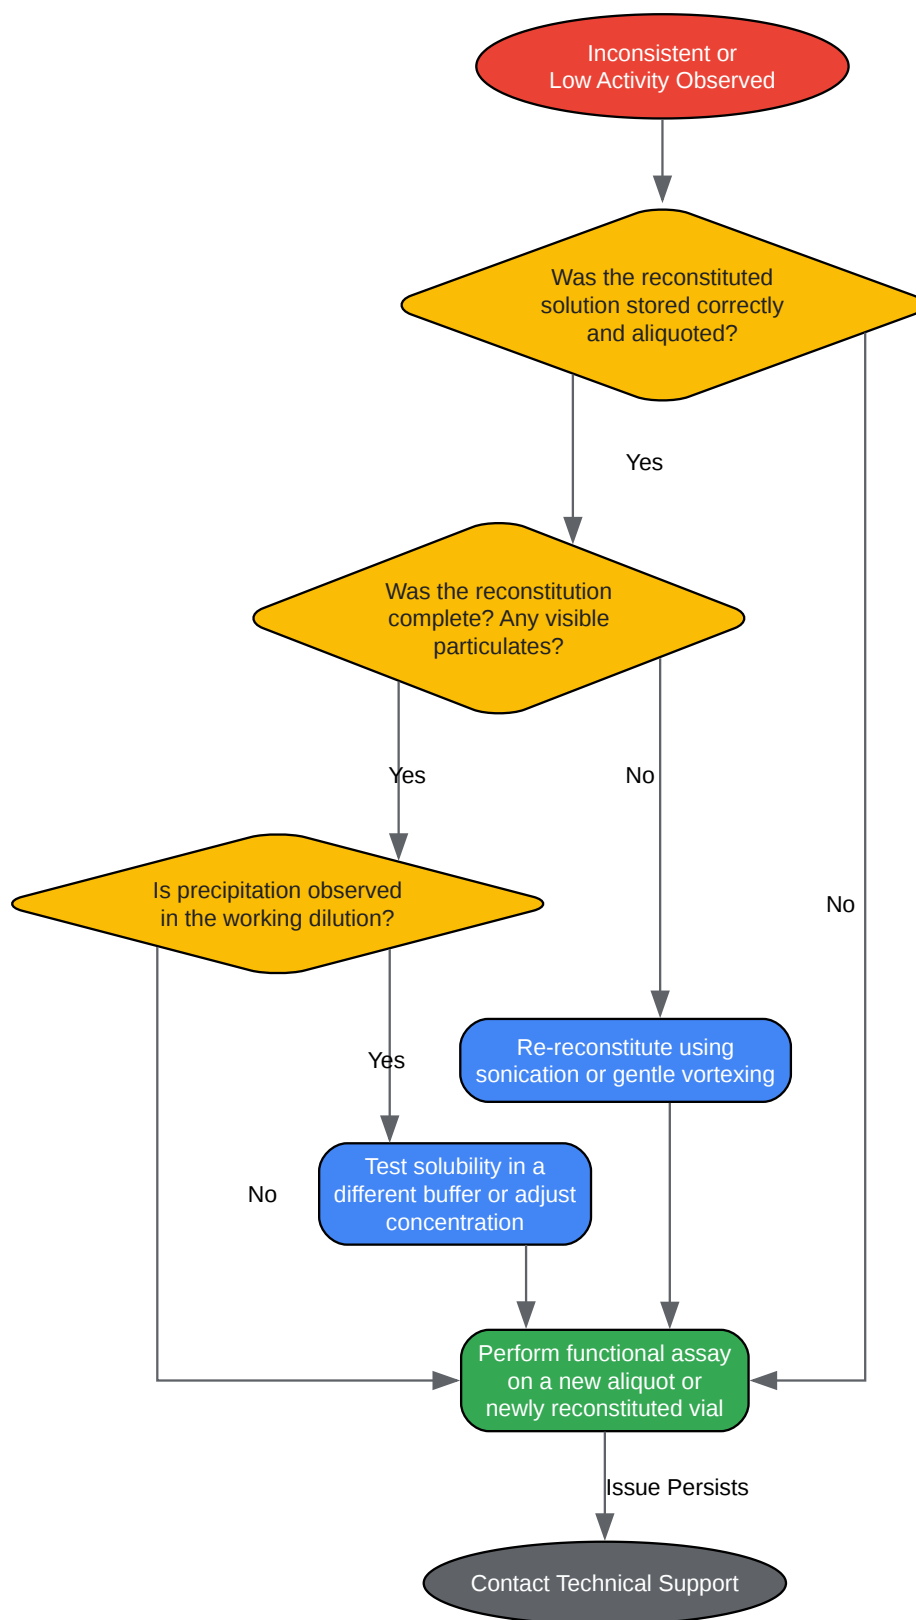 Inconsistent or
Low Activity Observed
Was the reconstituted
solution stored correctly
and aliquoted?
Yes
Was the reconstitution
complete? Any visible
particulates?
Yes
No
Is precipitation observed
in the working dilution?
No
Re-reconstitute using
sonication or gentle vortexing
Yes
Test solubility in a
different buffer or adjust
concentration
No
Perform functional assay
on a new aliquot or
newly reconstituted vial
Issue Persists
Contact Technical Support